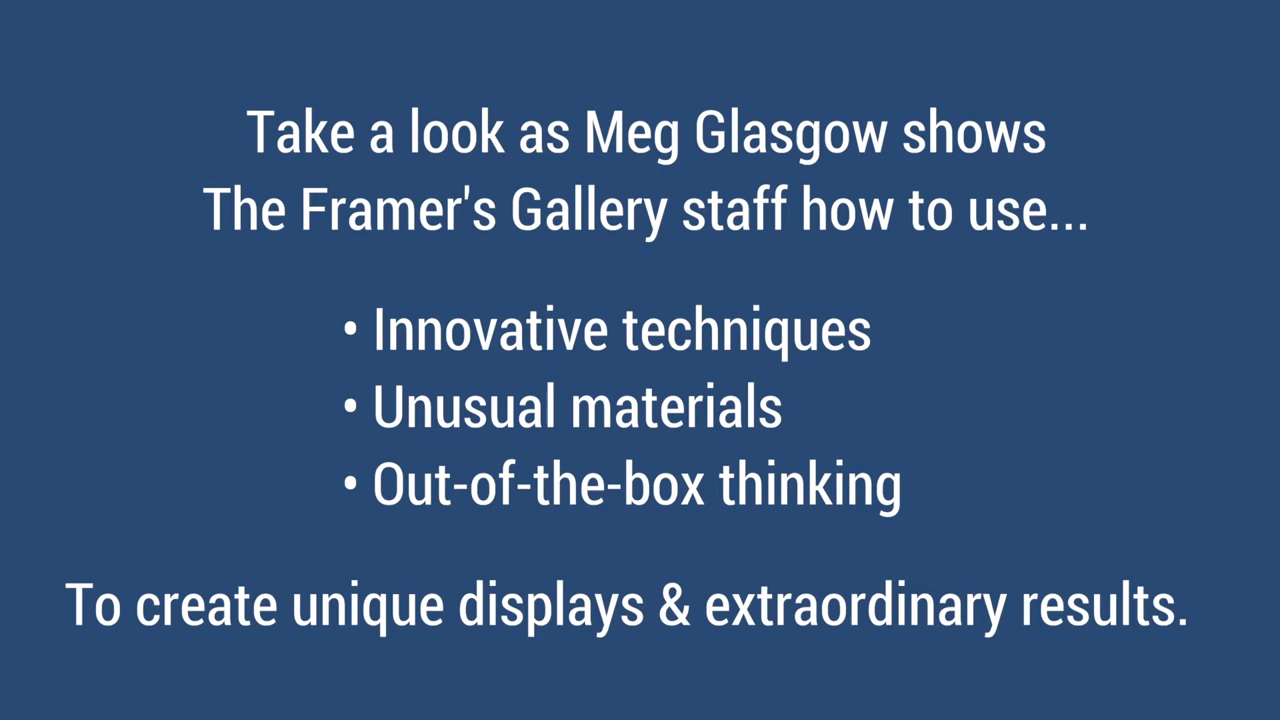 Take a look as Meg Glasgow shows
The Framer's Gallery staff how to use...
• Innovative techniques
• Unusual materials
• Out-of-the-box thinking
To create unique displays & extraordinary results.